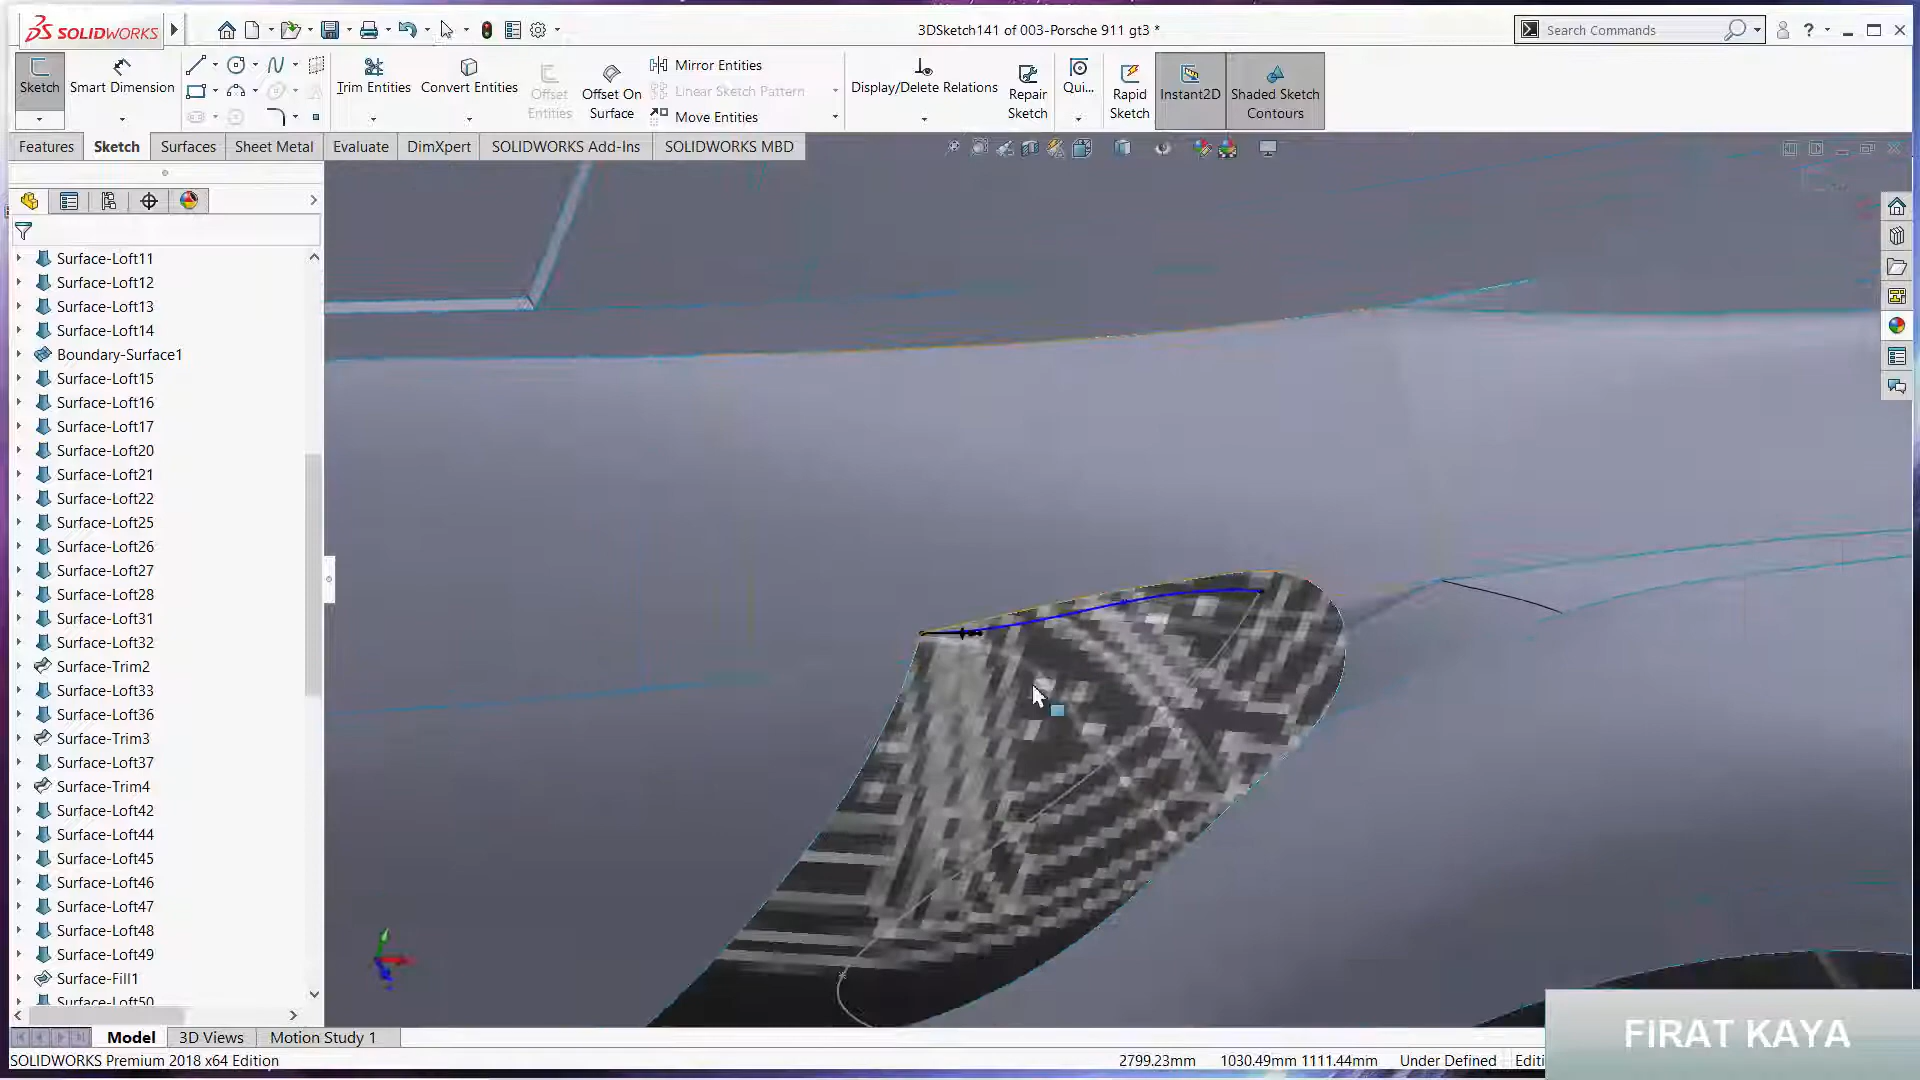 SOLIDWORKS
3DSketch141 of 003-Porsche 911 gt3 *
Search Commands
Sketch
Smart Dimension
Trim Entities
Convert Entities
Offset Entities
Offset On Surface
Mirror Entities
Linear Sketch Pattern
Move Entities
Display/Delete Relations
Repair Sketch
Qui...
Rapid Sketch
Instant2D
Shaded Sketch Contours
Features
Sketch
Surfaces
Sheet Metal
Evaluate
DimXpert
SOLIDWORKS Add-Ins
SOLIDWORKS MBD
Surface-Loft11
Surface-Loft12
Surface-Loft13
Surface-Loft14
Boundary-Surface1
Surface-Loft15
Surface-Loft16
Surface-Loft17
Surface-Loft20
Surface-Loft21
Surface-Loft22
Surface-Loft25
Surface-Loft26
Surface-Loft27
Surface-Loft28
Surface-Loft31
Surface-Loft32
Surface-Trim2
Surface-Loft33
Surface-Loft36
Surface-Trim3
Surface-Loft37
Surface-Trim4
Surface-Loft42
Surface-Loft44
Surface-Loft45
Surface-Loft46
Surface-Loft47
Surface-Loft48
Surface-Loft49
Surface-Fill1
Surface-Loft50
Model
3D Views
Motion Study 1
FIRAT KAYA
SOLIDWORKS Premium 2018 x64 Edition
2799.23mm
1030.49mm 1111.44mm
Under Defined
Editi